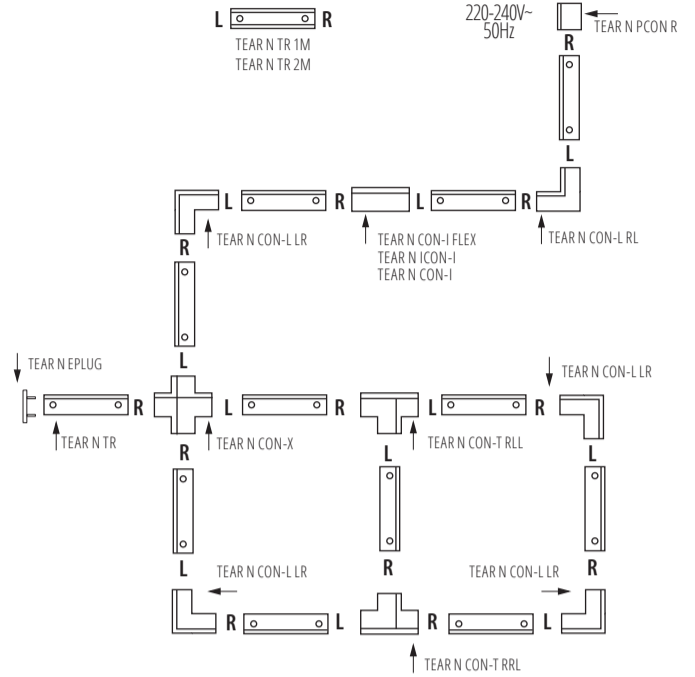 220-240V~
50Hz
TEAR N PCON R
L R
R
TEAR N TR 1M
TEAR N TR 2M
L
L R L R
TEAR N CON-L LR
R
TEAR N CON-I FLEX
TEAR N ICON-I
TEAR N CON-I
TEAR N CON-L RL
L
TEAR N EPLUG
TEAR N CON-L LR
R L R L R
TEAR N TR
TEAR N CON-X
TEAR N CON-T RLL
R L L
L R R
TEAR N CON-L LR
TEAR N CON-L LR
R L R L
TEAR N CON-T RRL